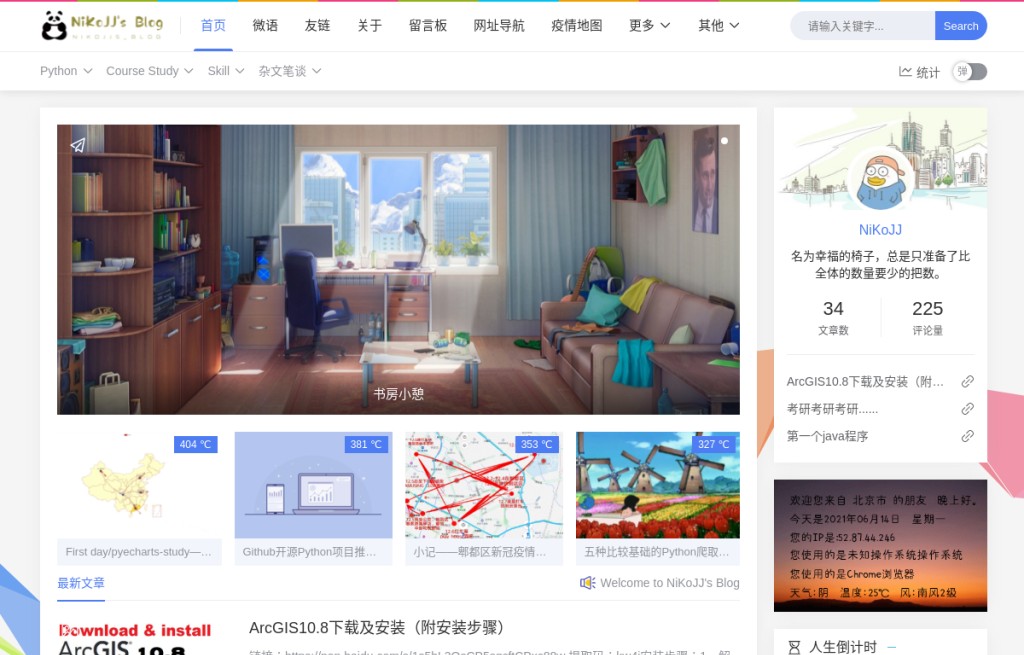 NiKoJJ's Blog
NIKOJJS_BLOG
首页 微语 友链 关于 留言板 网址导航 疫情地图 更多 其他
请输入关键字... Search
Python Course Study Skill 杂文笔谈
统计 弹
书房小憩
404 ℃
381 ℃
353 ℃
327 ℃
First day/pyecharts-study—...
Github开源Python项目推...
小记——郫都区新冠疫情...
五种比较基础的Python爬取...
最新文章
Welcome to NiKoJJ's Blog
Download & install
ArcGIS 10.8
ArcGIS10.8下载及安装（附安装步骤）
NiKoJJ
名为幸福的椅子，总是只准备了比
全体的数量要少的把数。
34 225
文章数 评论量
ArcGIS10.8下载及安装（附...
考研考研考研......
第一个java程序
欢迎您来自 北京市 的朋友 晚上好。
今天是2021年06月14日 星期一
您的IP是:52.87.44.246
您使用的是未知操作系统操作系统
您使用的是Chrome浏览器
天气:阴 温度:25℃ 风:南风2级
人生倒计时